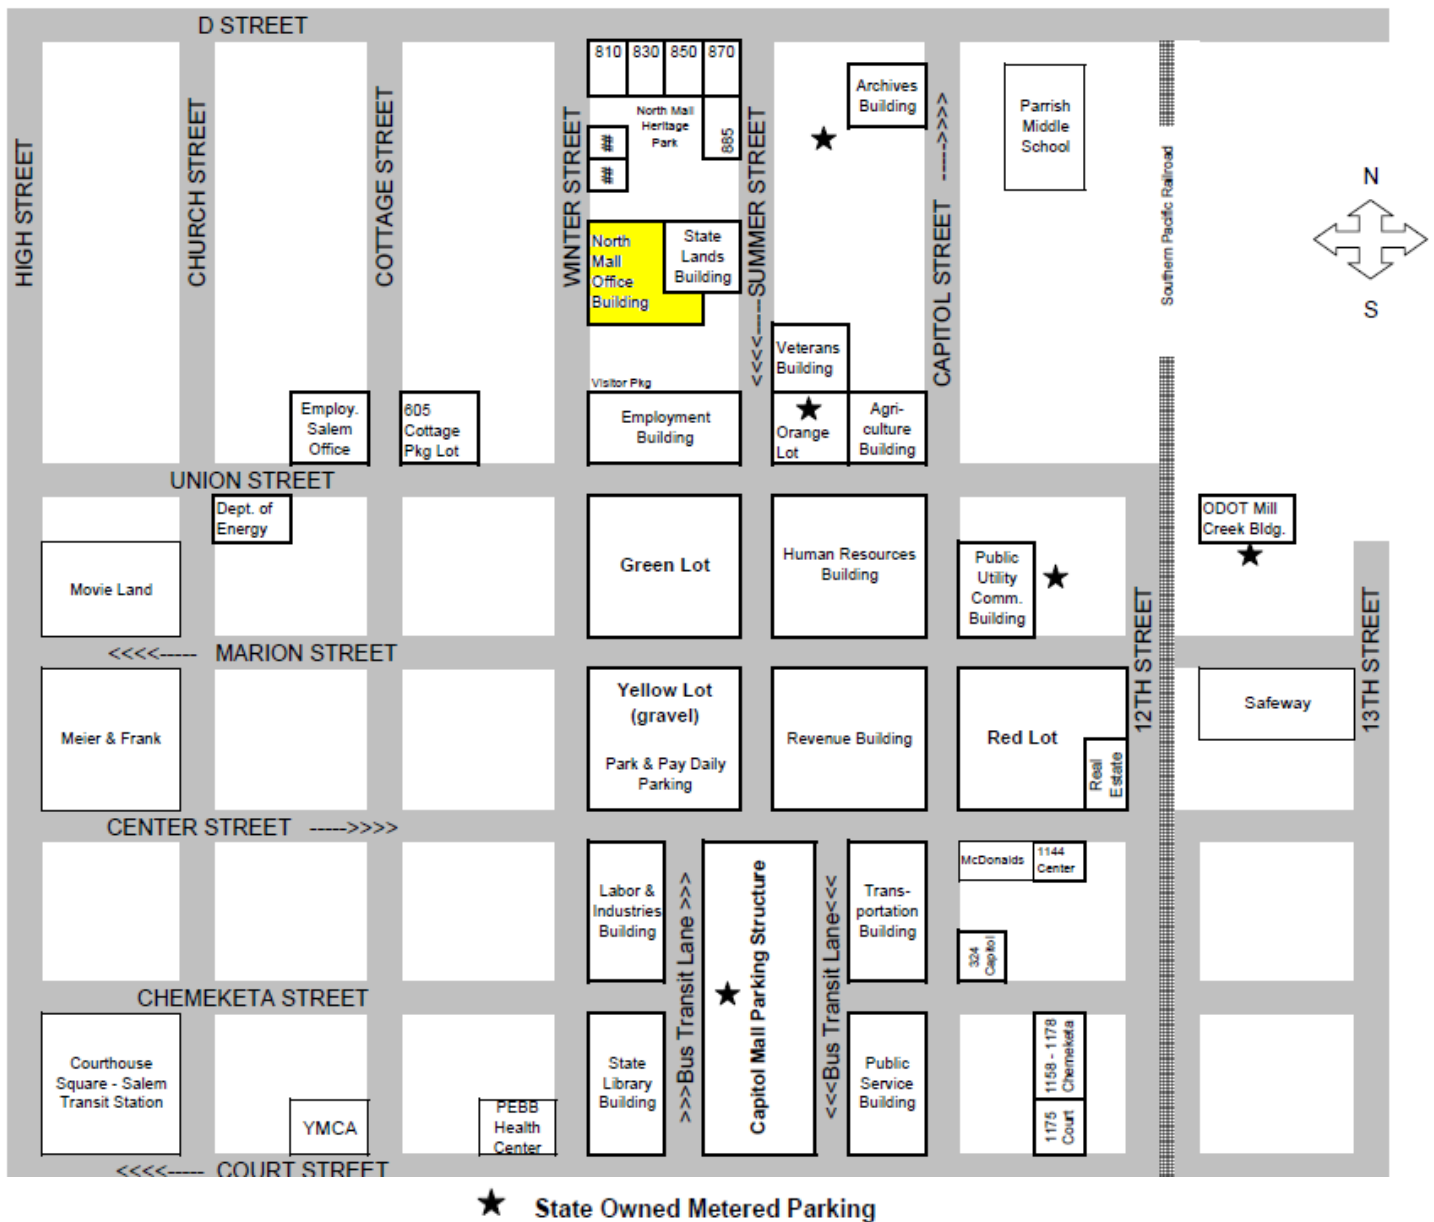 D STREET
HIGH STREET
CHURCH STREET
COTTAGE STREET
WINTER STREET
<<<<-----SUMMER STREET
CAPITOL STREET ----->>>>
810
830
850
870
North Mall
Heritage
Park
885
##
##
Archives
Building
Parrish
Middle
School
Southern Pacific Railroad
N
S
North
Mall
Office
Building
State
Lands
Building
Veterans
Building
Visitor Pkg
Employ.
Salem
Office
605
Cottage
Pkg Lot
Employment
Building
Orange
Lot
Agri-
culture
Building
UNION STREET
Dept. of
Energy
Movie Land
Green Lot
Human Resources
Building
Public
Utility
Comm.
Building
ODOT Mill
Creek Bldg.
12TH STREET
13TH STREET
<<<<----- MARION STREET
Meier & Frank
Yellow Lot
(gravel)
Park & Pay Daily
Parking
Revenue Building
Red Lot
Real
Estate
Safeway
CENTER STREET ----->>>>
Labor &
Industries
Building
>>>Bus Transit Lane >>>
Capitol Mall Parking Structure
<<<Bus Transit Lane<<<
Trans-
portation
Building
McDonalds
1144
Center
324
Capitol
CHEMEKETA STREET
Courthouse
Square - Salem
Transit Station
YMCA
PEBB
Health
Center
State
Library
Building
Public
Service
Building
1158 - 1178
Chemeketa
1175
Court
<<<<----- COURT STREET
State Owned Metered Parking